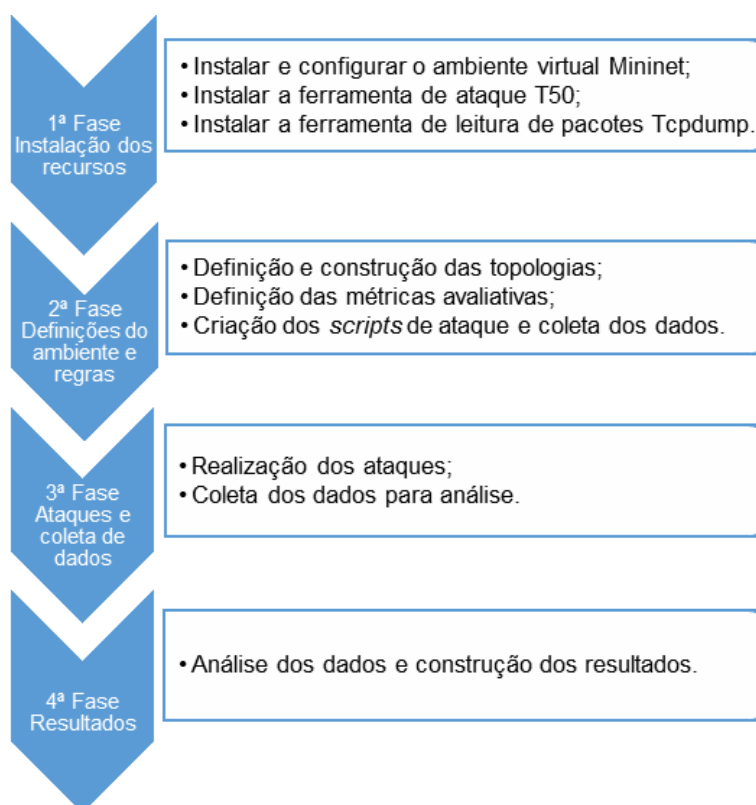 1ª Fase
Instalação dos
recursos
• Instalar e configurar o ambiente virtual Mininet;
• Instalar a ferramenta de ataque T50;
• Instalar a ferramenta de leitura de pacotes Tcpdump.
2ª Fase
Definições do
ambiente e
regras
• Definição e construção das topologias;
• Definição das métricas avaliativas;
• Criação dos scripts de ataque e coleta dos dados.
3ª Fase
Ataques e
coleta de
dados
• Realização dos ataques;
• Coleta dos dados para análise.
4ª Fase
Resultados
• Análise dos dados e construção dos resultados.